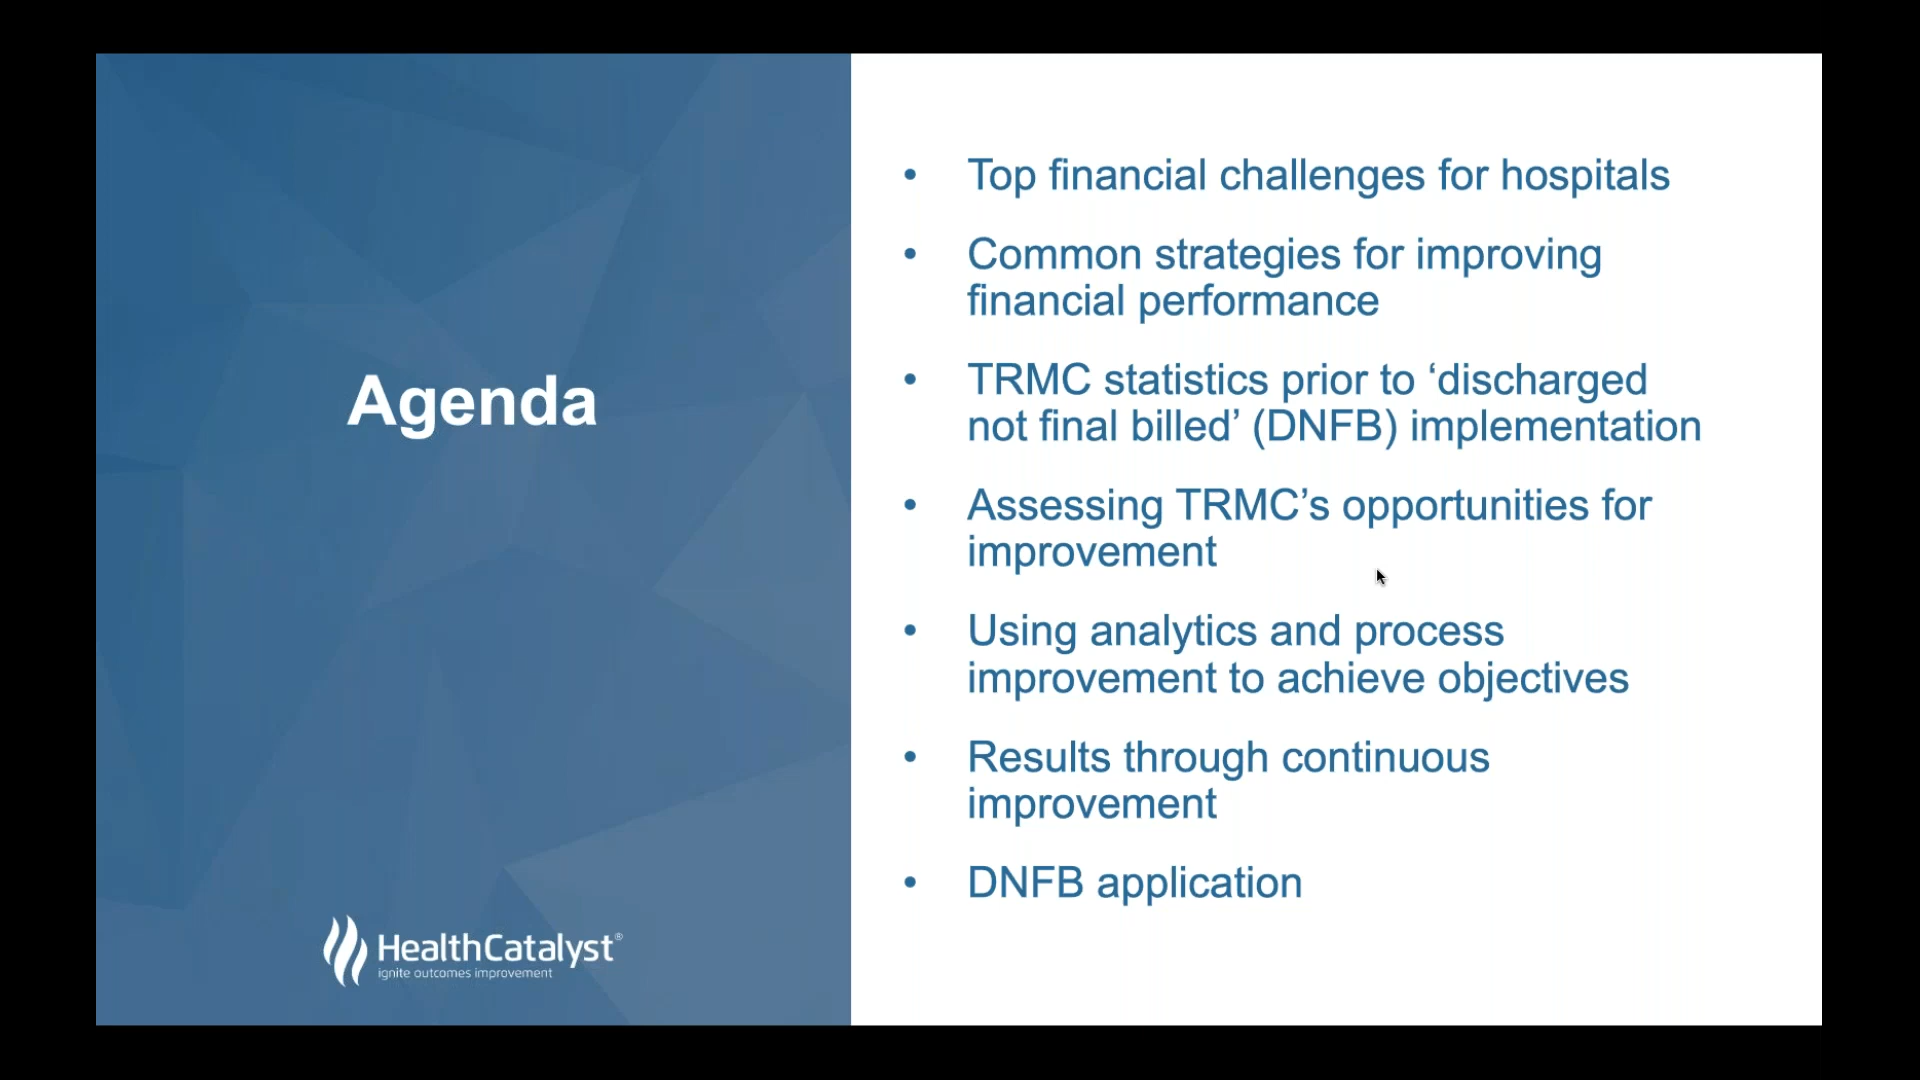 Agenda
HealthCatalyst®
ignite outcomes improvement
• Top financial challenges for hospitals
• Common strategies for improving
financial performance
• TRMC statistics prior to ‘discharged
not final billed’ (DNFB) implementation
• Assessing TRMC’s opportunities for
improvement
• Using analytics and process
improvement to achieve objectives
• Results through continuous
improvement
• DNFB application